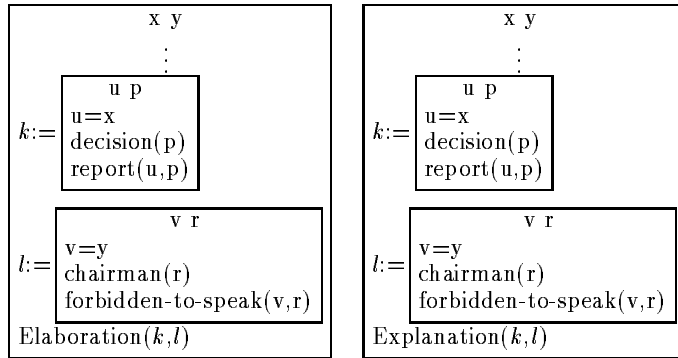 x y
⋮
u p
u=x
k:= decision(p)
report(u,p)
v r
v=y
l:= chairman(r)
forbidden-to-speak(v,r)
Elaboration(k,l)
x y
⋮
u p
u=x
k:= decision(p)
report(u,p)
v r
v=y
l:= chairman(r)
forbidden-to-speak(v,r)
Explanation(k,l)